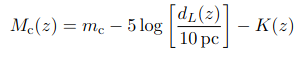 M_c(z) = m_c − 5 log [ d_L(z) / 10 pc ] − K(z)